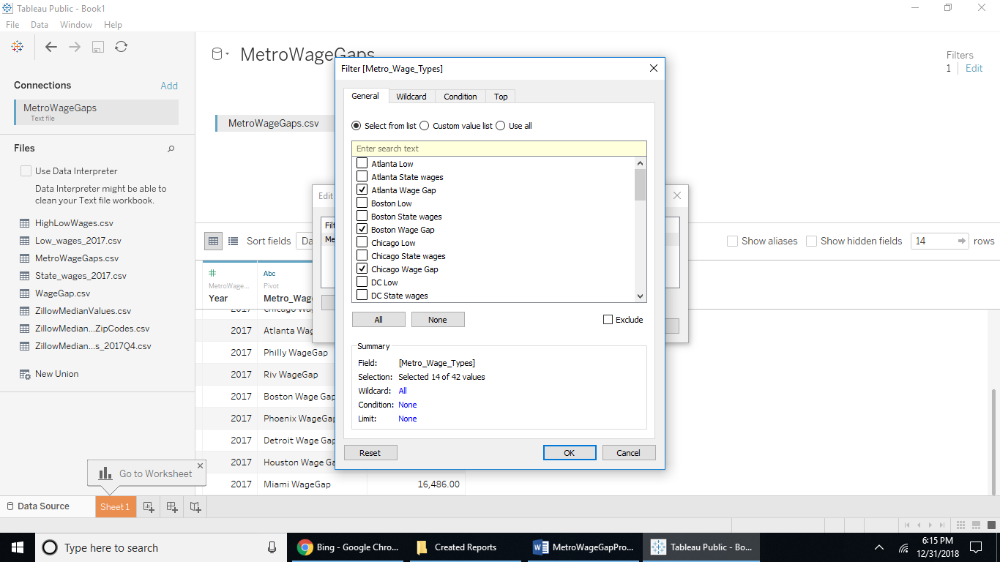 Tableau Public - Book1
File Data Window Help
Connections
Add
MetroWageGaps
Text file
Files
Use Data Interpreter
Data Interpreter might be able to
clean your Text file workbook.
HighLowWages.csv
Low_wages_2017.csv
MetroWageGaps.csv
State_wages_2017.csv
WageGap.csv
ZillowMedianValues.csv
ZillowMedian...ZipCodes.csv
ZillowMedian...s_2017Q4.csv
New Union
MetroWageGaps
Filters
1 Edit
MetroWageGaps.csv
Edit
Filt
Me
Sort fields Da
Show aliases Show hidden fields 14 rows
# Abc
MetroWage... Pivot
Year Metro_Wag
2017 Chicago Wag
2017 Atlanta Wag
2017 Philly WageGap
2017 Riv WageGap
2017 Boston Wage Gap
2017 Phoenix WageGap
2017 Detroit Wage Gap
2017 Houston Wage Ga
2017 Miami WageGap 16,486.00
Filter [Metro_Wage_Types]
General Wildcard Condition Top
Select from list Custom value list Use all
Enter search text
Atlanta Low
Atlanta State wages
Atlanta Wage Gap
Boston Low
Boston State wages
Boston Wage Gap
Chicago Low
Chicago State wages
Chicago Wage Gap
DC Low
DC State wages
All None Exclude
Summary
Field: [Metro_Wage_Types]
Selection: Selected 14 of 42 values
Wildcard: All
Condition: None
Limit: None
Reset OK Cancel
Go to Worksheet
Data Source Sheet 1
Type here to search
Bing - Google Chro...
Created Reports
MetroWageGapPro...
Tableau Public - Bo...
6:15 PM
12/31/2018